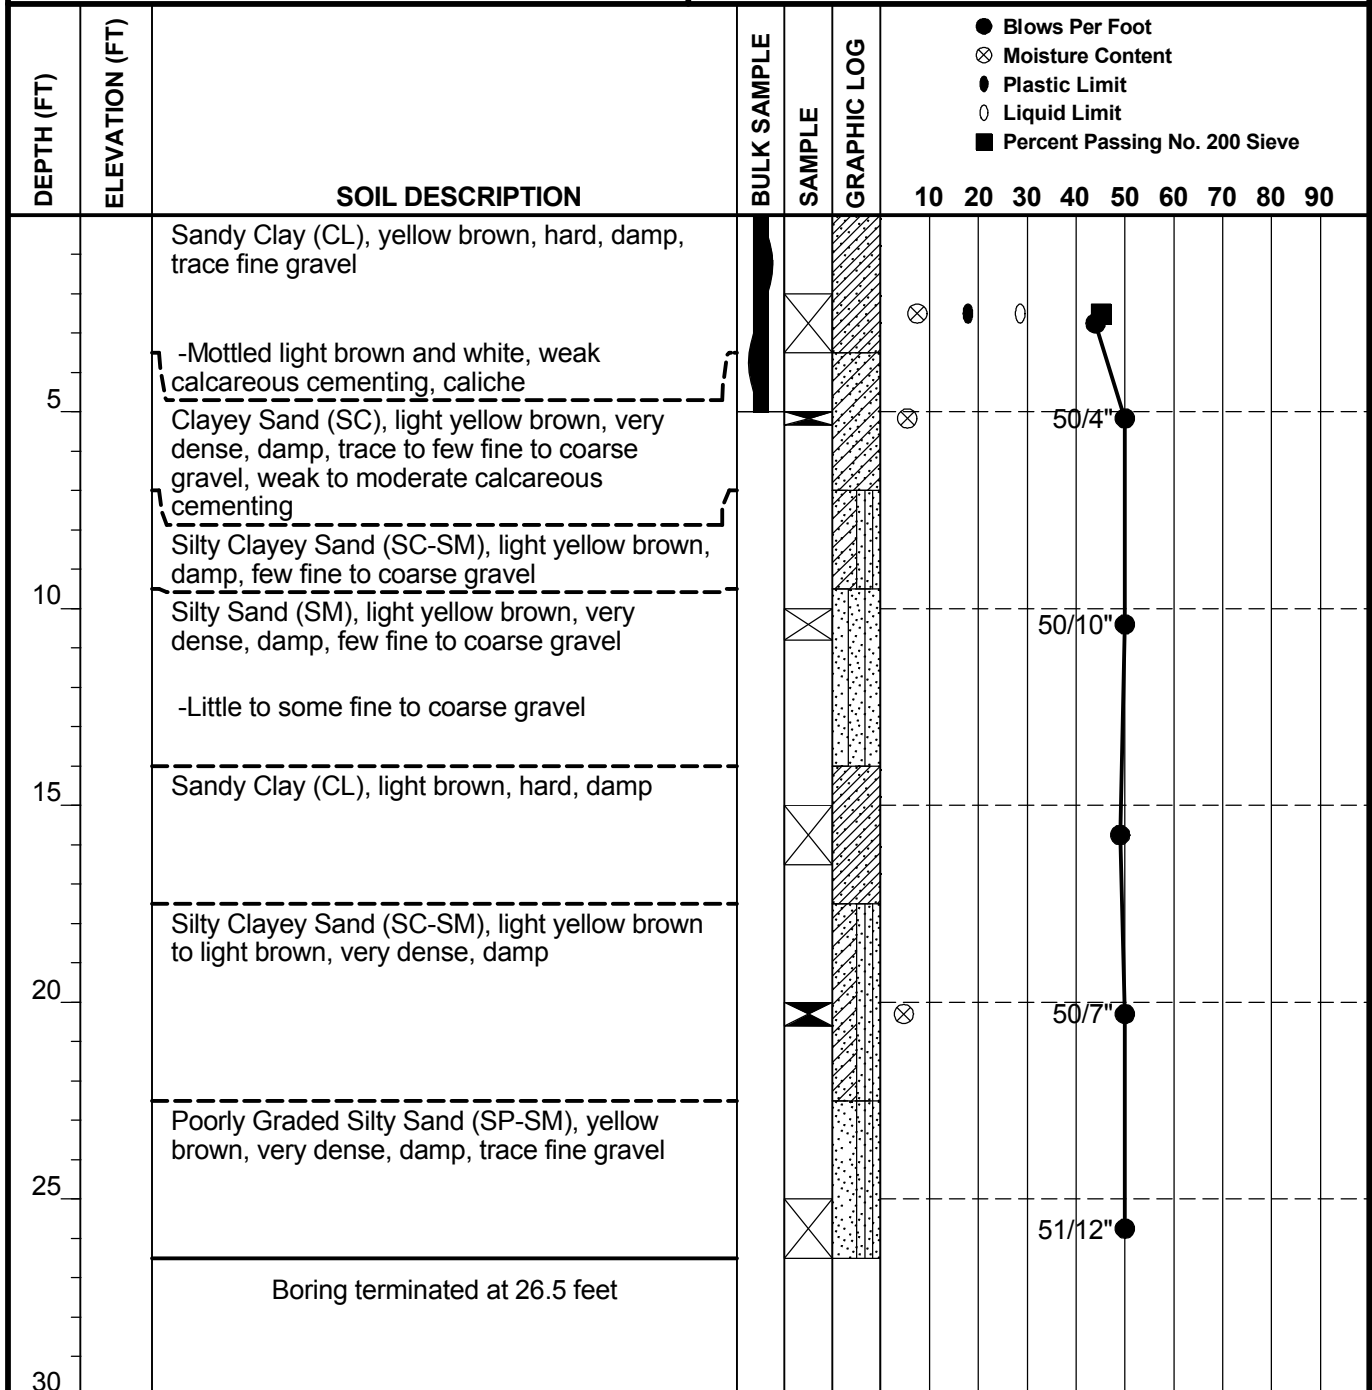 DEPTH (FT)
ELEVATION (FT)
SOIL DESCRIPTION
BULK SAMPLE
SAMPLE
GRAPHIC LOG
Blows Per Foot
Moisture Content
Plastic Limit
Liquid Limit
Percent Passing No. 200 Sieve
10 20 30 40 50 60 70 80 90
Sandy Clay (CL), yellow brown, hard, damp,
trace fine gravel
-Mottled light brown and white, weak
calcareous cementing, caliche
5
Clayey Sand (SC), light yellow brown, very
dense, damp, trace to few fine to coarse
gravel, weak to moderate calcareous
cementing
50/4"
Silty Clayey Sand (SC-SM), light yellow brown,
damp, few fine to coarse gravel
10
Silty Sand (SM), light yellow brown, very
dense, damp, few fine to coarse gravel
50/10"
-Little to some fine to coarse gravel
Sandy Clay (CL), light brown, hard, damp
15
Silty Clayey Sand (SC-SM), light yellow brown
to light brown, very dense, damp
20
50/7"
Poorly Graded Silty Sand (SP-SM), yellow
brown, very dense, damp, trace fine gravel
25
51/12"
Boring terminated at 26.5 feet
30